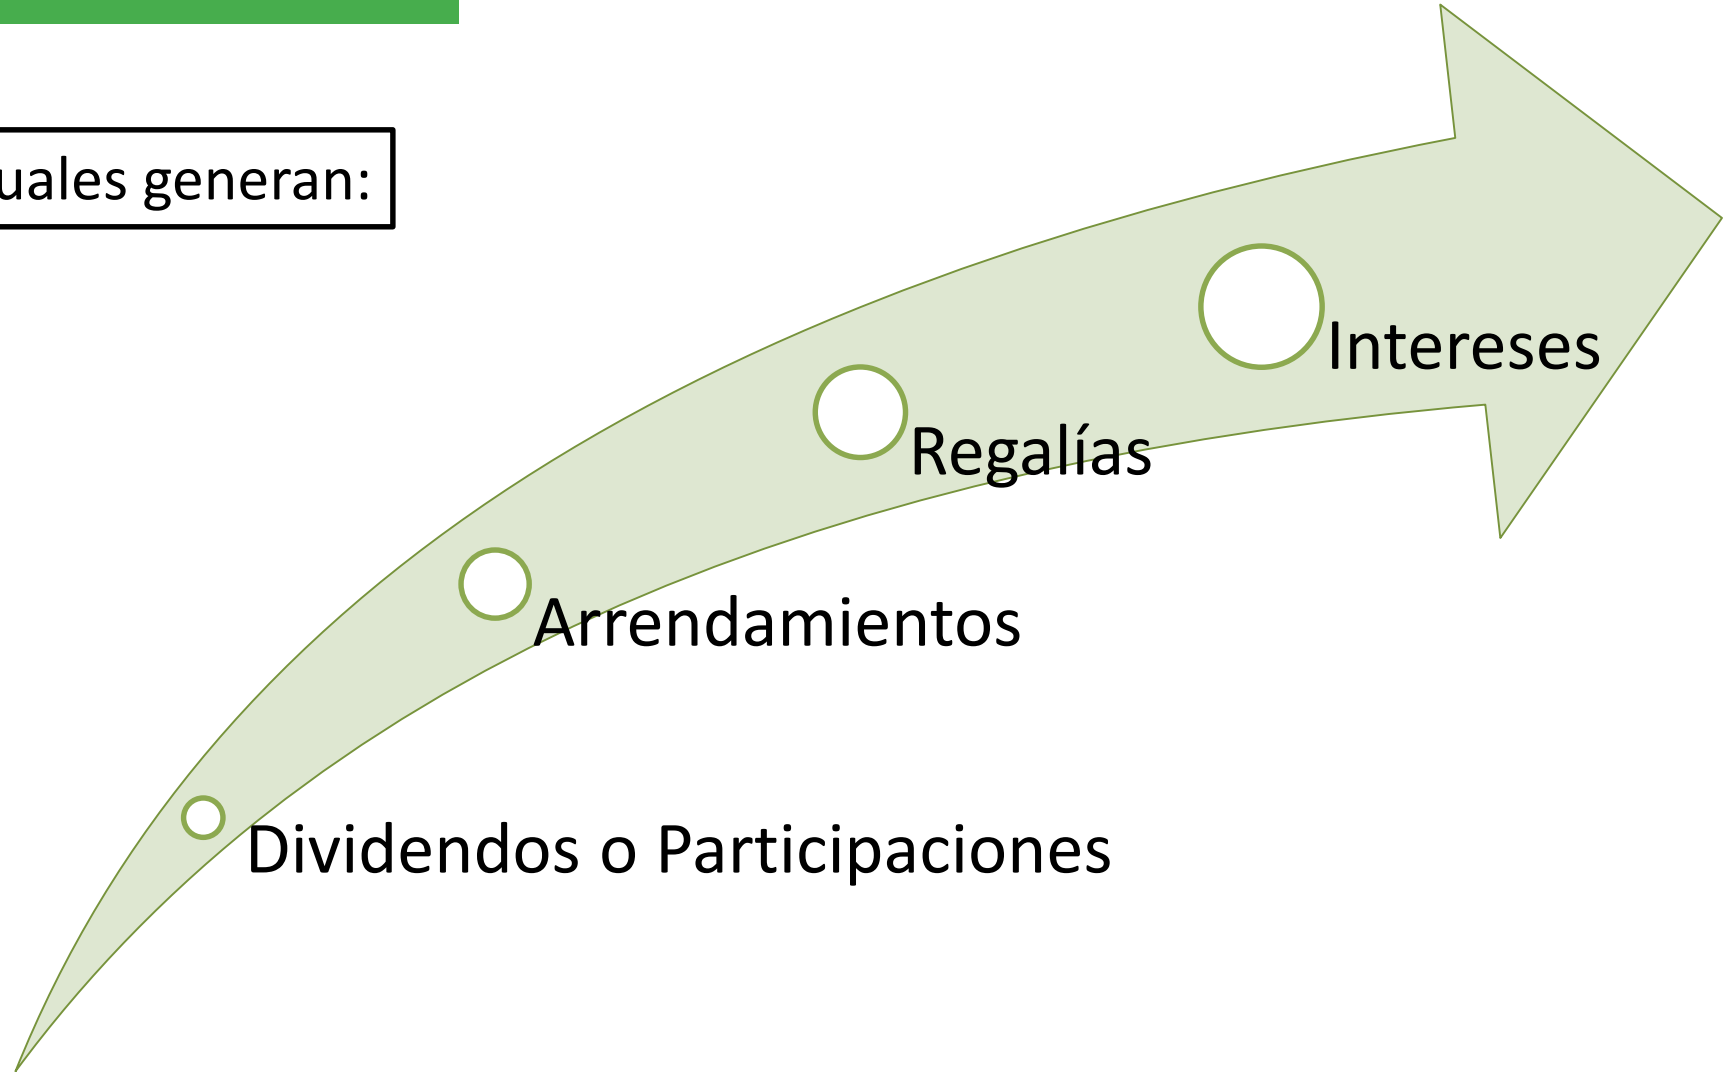 uales generan:
Intereses
Regalías
Arrendamientos
Dividendos o Participaciones